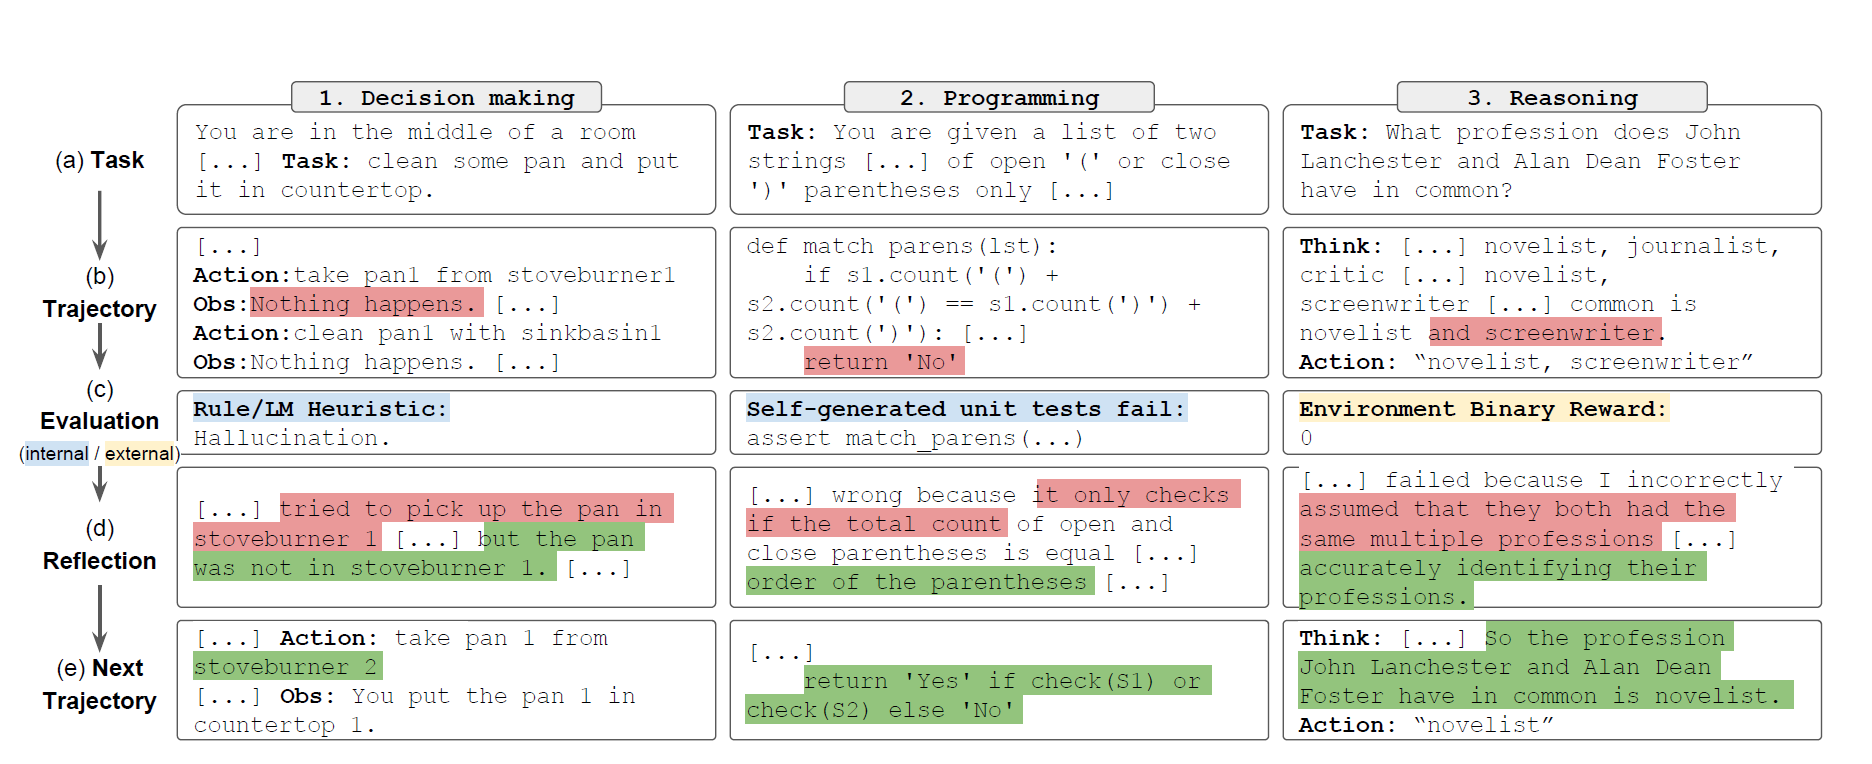 1. Decision making
2. Programming
3. Reasoning
(a) Task
You are in the middle of a room
[...] Task: clean some pan and put
it in countertop.
Task: You are given a list of two
strings [...] of open '(' or close
')' parentheses only [...]
Task: What profession does John
Lanchester and Alan Dean Foster
have in common?
(b)
Trajectory
[...]
Action:take pan1 from stoveburner1
Obs:Nothing happens. [...]
Action:clean pan1 with sinkbasin1
Obs:Nothing happens. [...]
def match parens(lst):
if s1.count('(') +
s2.count('(') == s1.count(')') +
s2.count(')'): [...]
return 'No'
Think: [...] novelist, journalist,
critic [...] novelist,
screenwriter [...] common is
novelist and screenwriter.
Action: “novelist, screenwriter”
(c)
Evaluation
(internal / external)
Rule/LM Heuristic:
Hallucination.
Self-generated unit tests fail:
assert match_parens(...)
Environment Binary Reward:
0
(d)
Reflection
[...] tried to pick up the pan in
stoveburner 1 [...] but the pan
was not in stoveburner 1. [...]
[...] wrong because it only checks
if the total count of open and
close parentheses is equal [...]
order of the parentheses [...]
[...] failed because I incorrectly
assumed that they both had the
same multiple professions [...]
accurately identifying their
professions.
(e) Next
Trajectory
[...] Action: take pan 1 from
stoveburner 2
[...] Obs: You put the pan 1 in
countertop 1.
[...]
return 'Yes' if check(S1) or
check(S2) else 'No'
Think: [...] So the profession
John Lanchester and Alan Dean
Foster have in common is novelist.
Action: “novelist”